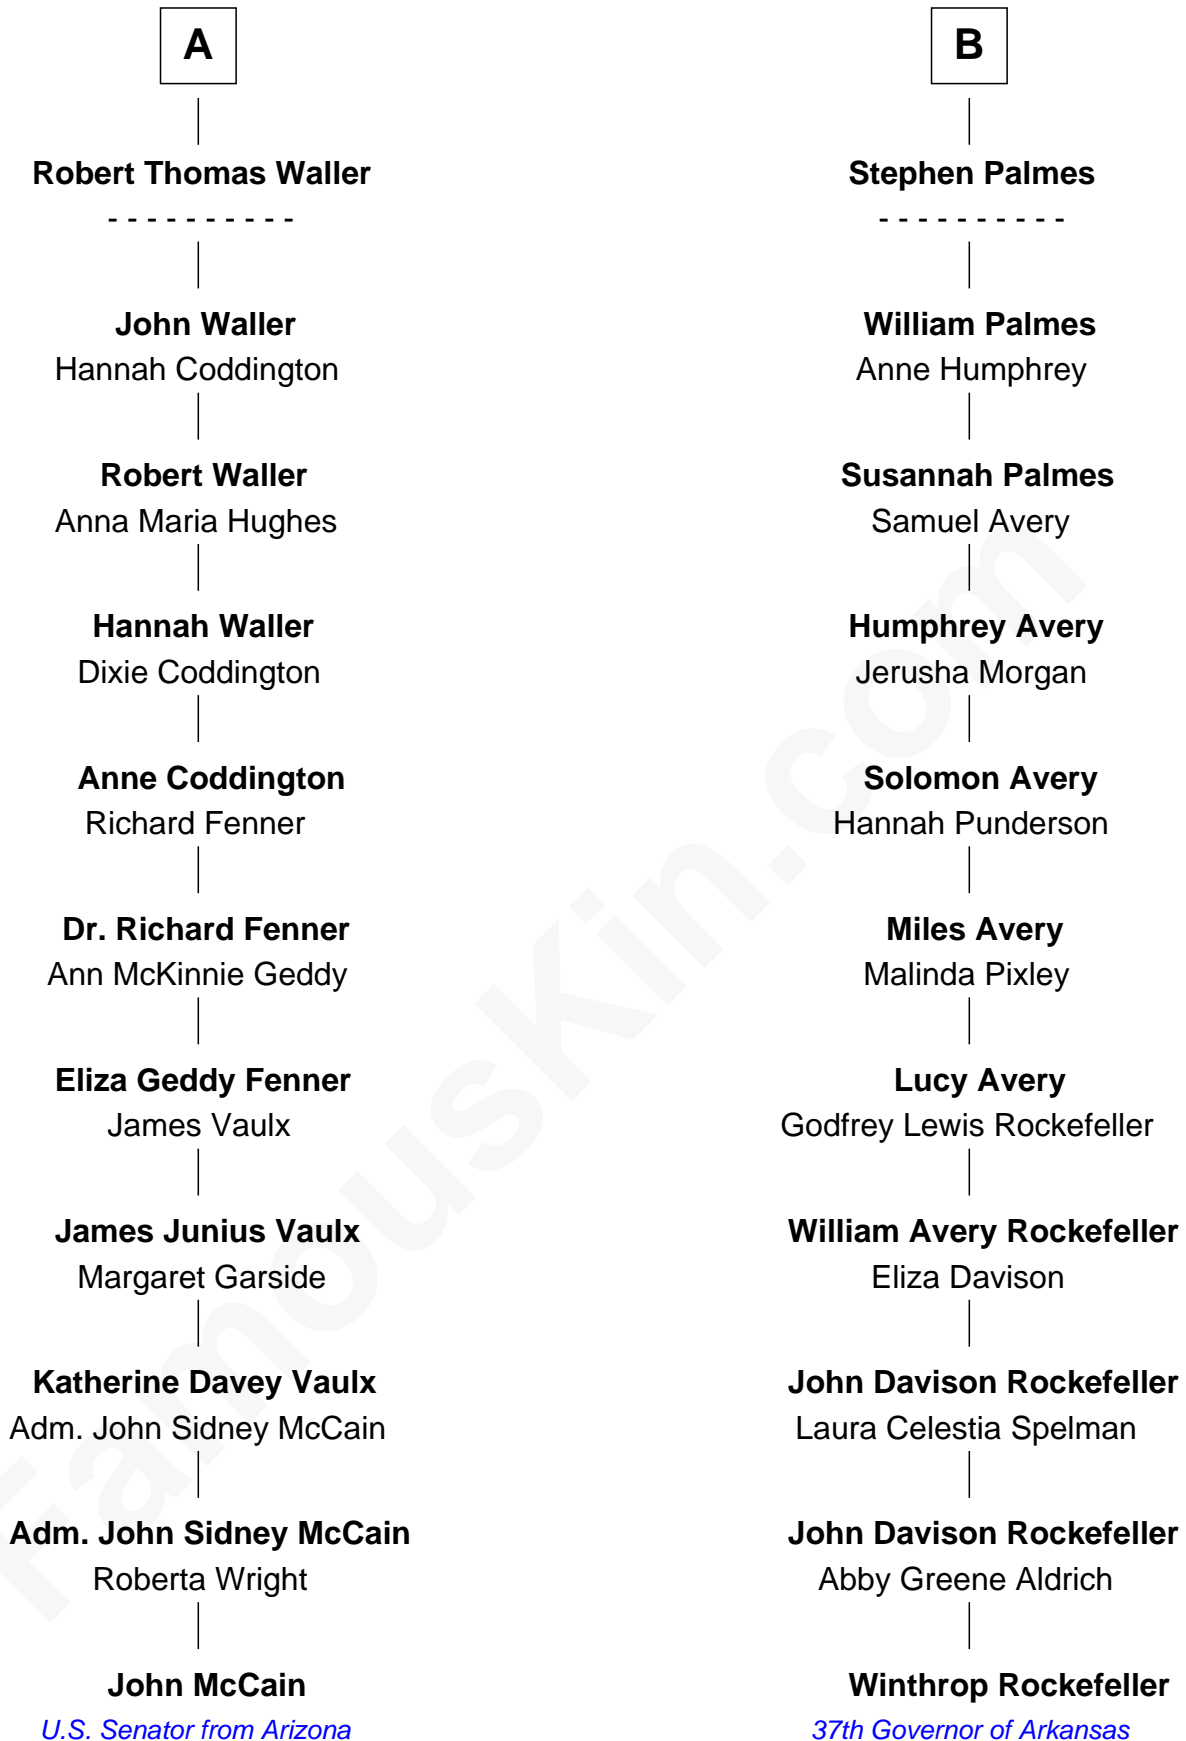 A
Robert Thomas Waller
- - - - - - - - - -
John Waller
Hannah Coddington
Robert Waller
Anna Maria Hughes
Hannah Waller
Dixie Coddington
Anne Coddington
Richard Fenner
Dr. Richard Fenner
Ann McKinnie Geddy
Eliza Geddy Fenner
James Vaulx
James Junius Vaulx
Margaret Garside
Katherine Davey Vaulx
Adm. John Sidney McCain
Adm. John Sidney McCain
Roberta Wright
John McCain
U.S. Senator from Arizona
B
Stephen Palmes
- - - - - - - - - -
William Palmes
Anne Humphrey
Susannah Palmes
Samuel Avery
Humphrey Avery
Jerusha Morgan
Solomon Avery
Hannah Punderson
Miles Avery
Malinda Pixley
Lucy Avery
Godfrey Lewis Rockefeller
William Avery Rockefeller
Eliza Davison
John Davison Rockefeller
Laura Celestia Spelman
John Davison Rockefeller
Abby Greene Aldrich
Winthrop Rockefeller
37th Governor of Arkansas
FamousKin.com